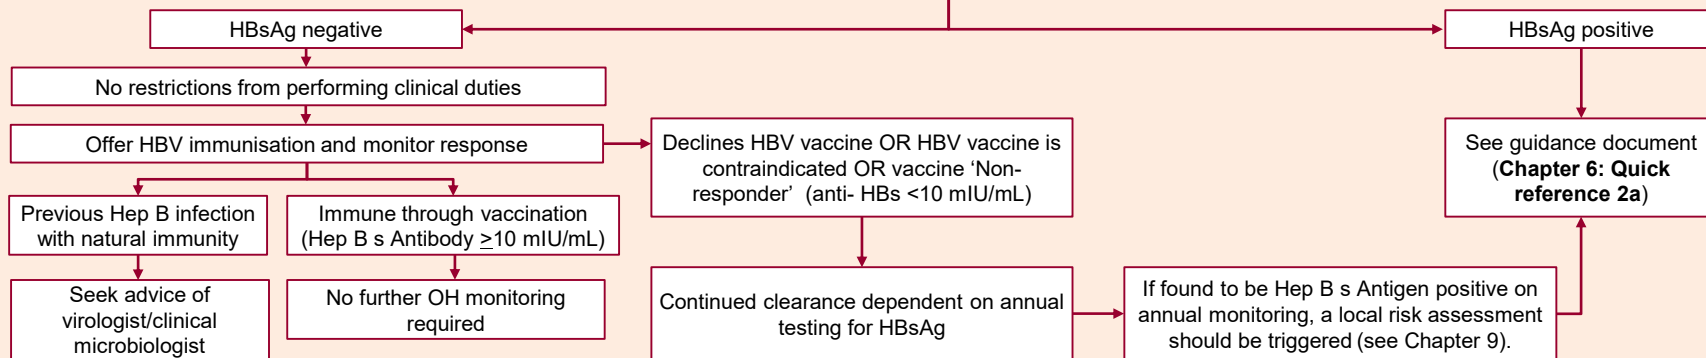 HBsAg negative
HBsAg positive
No restrictions from performing clinical duties
Offer HBV immunisation and monitor response
Declines HBV vaccine OR HBV vaccine is
contraindicated OR vaccine ‘Non-
responder’ (anti- HBs <10 mIU/mL)
See guidance document
(Chapter 6: Quick
reference 2a)
Previous Hep B infection
with natural immunity
Immune through vaccination
(Hep B s Antibody >10 mIU/mL)
Seek advice of
virologist/clinical
microbiologist
No further OH monitoring
required
Continued clearance dependent on annual
testing for HBsAg
If found to be Hep B s Antigen positive on
annual monitoring, a local risk assessment
should be triggered (see Chapter 9).